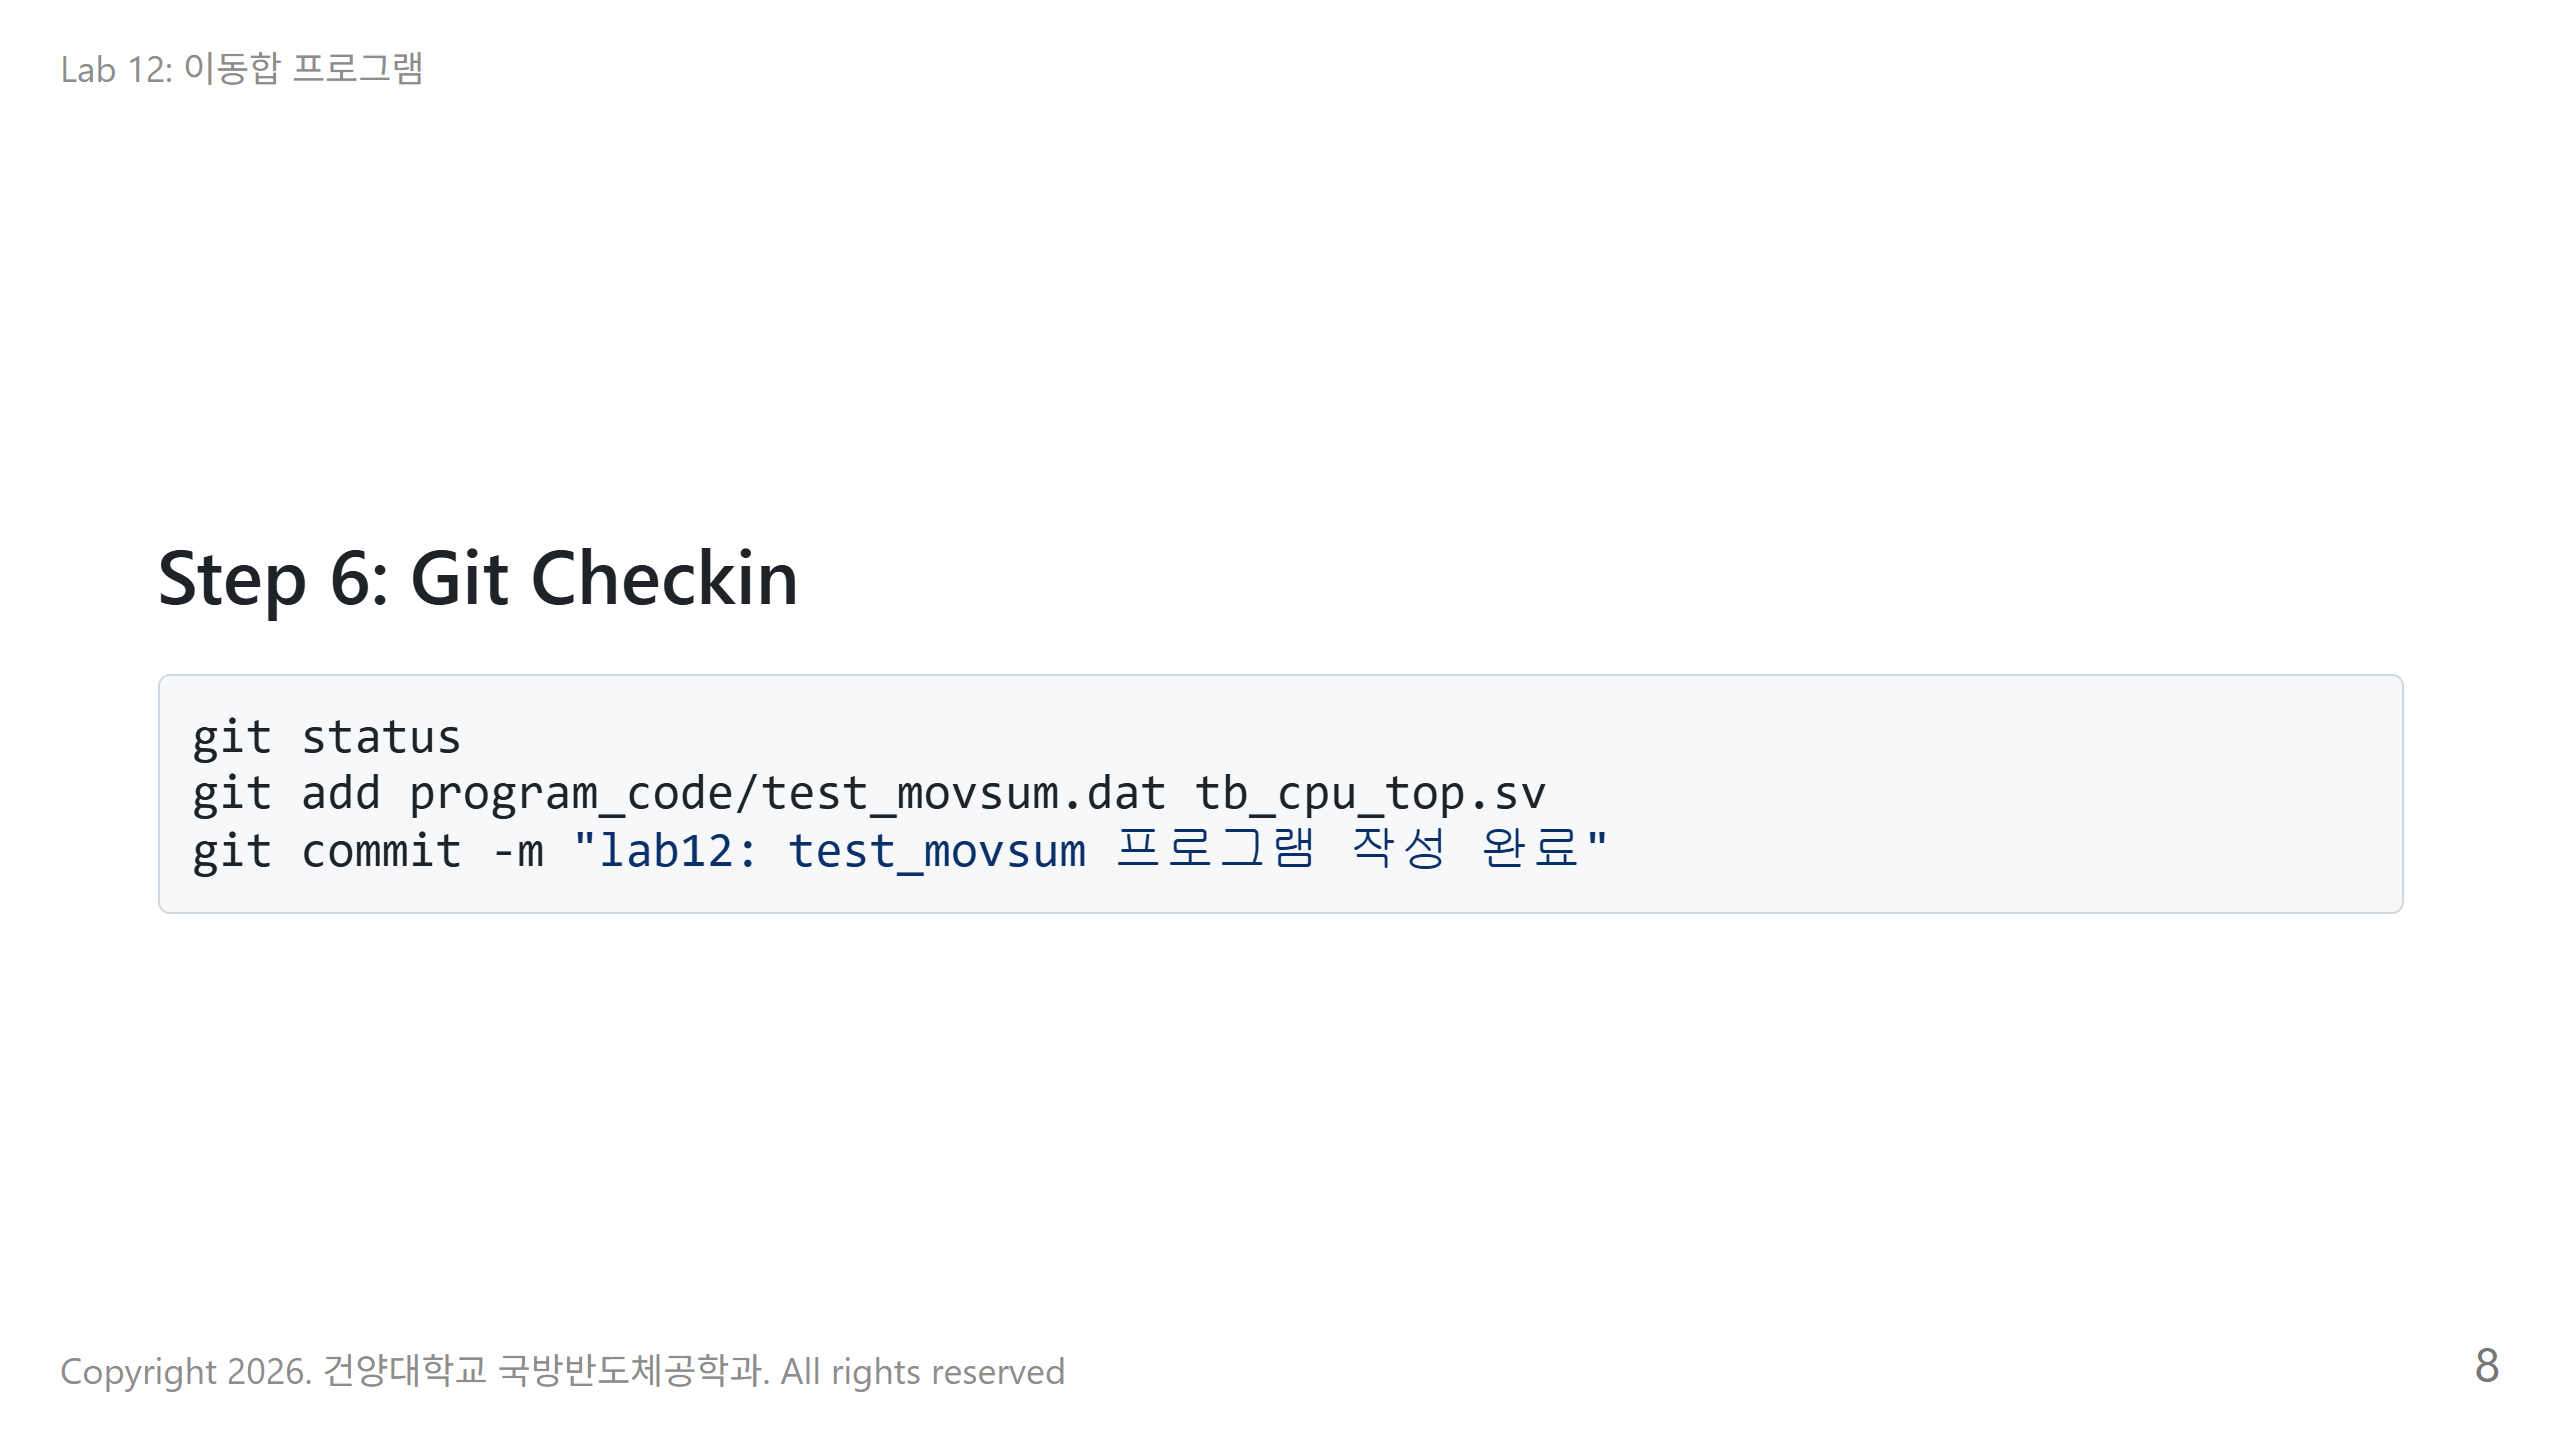 Lab 12: 이동합 프로그램
Step 6: Git Checkin
git status
git add program_code/test_movsum.dat tb_cpu_top.sv
git commit -m "lab12: test_movsum 프로그램 작성 완료"
Copyright 2026. 건양대학교 국방반도체공학과. All rights reserved
8